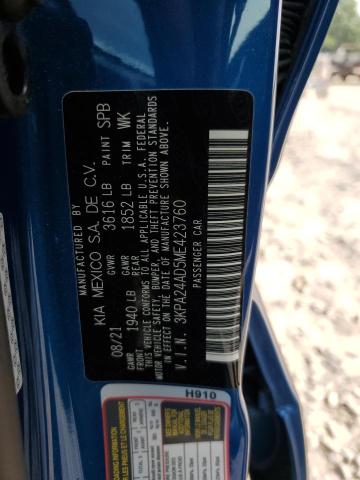 MANUFACTURED BY
KIA MEXICO S.A. DE C.V.
08/21 GVWR 3616 LB PAINT SPB
GAWR FRONT 1940 LB GAWR REAR 1852 LB TRIM WK
THIS VEHICLE CONFORMS TO ALL APPLICABLE U.S.A. FEDERAL
MOTOR VEHICLE SAFETY, BUMPER, AND THEFT PREVENTION STANDARDS
IN EFFECT ON THE DATE OF MANUFACTURE SHOWN ABOVE.
V.I.N. 3KPA24AD5ME423760
PASSENGER CAR
H910